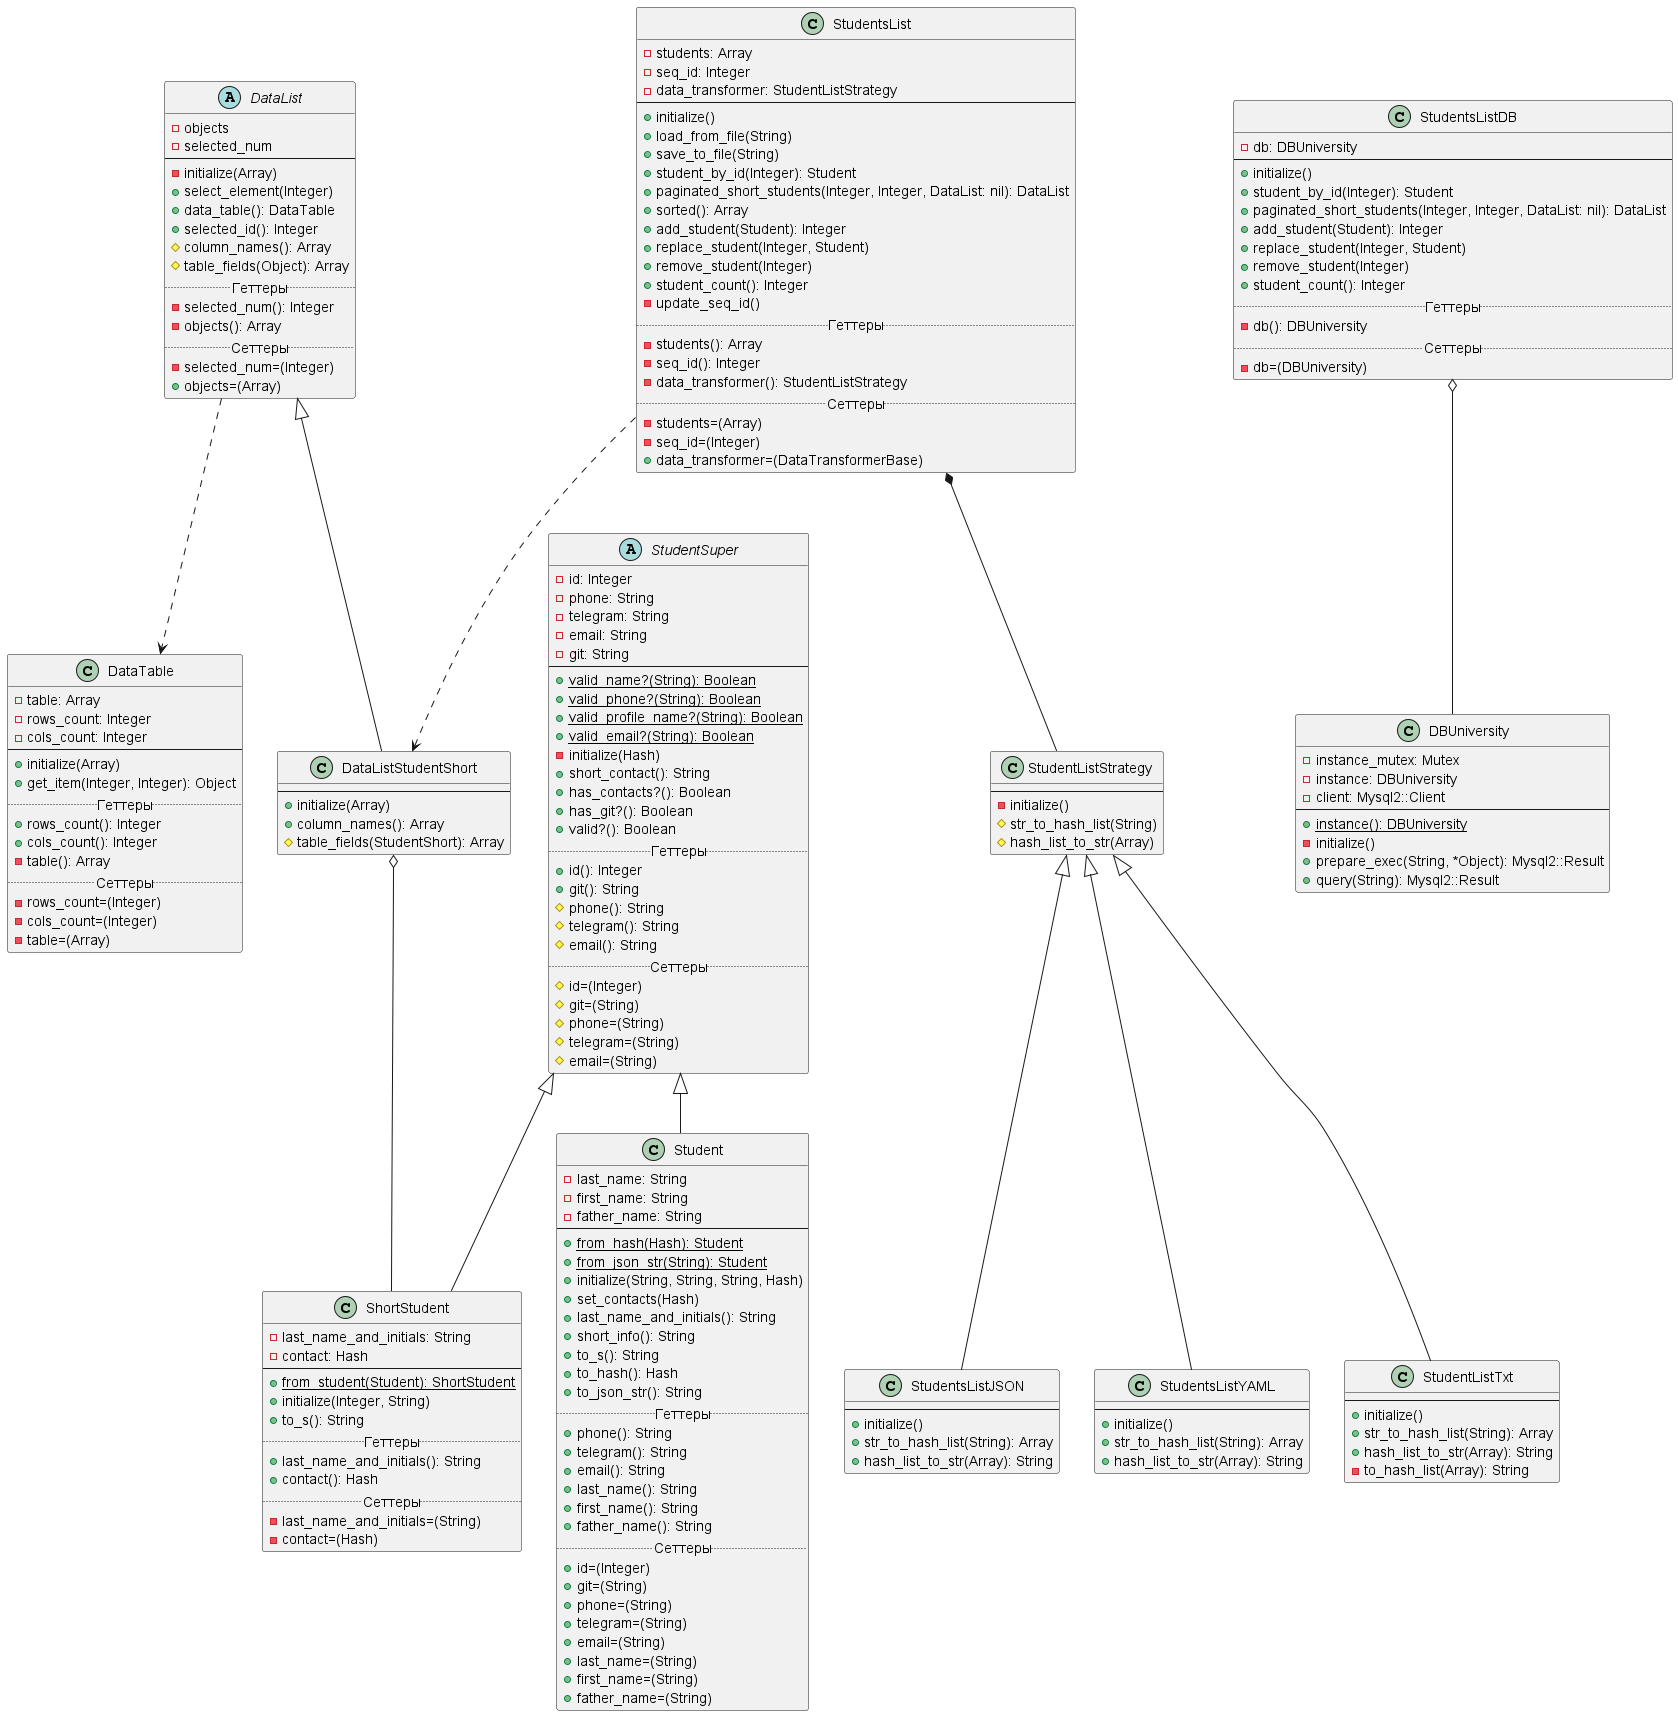 C StudentsList
students: Array
seq_id: Integer
data_transformer: StudentListStrategy
initialize()
load_from_file(String)
save_to_file(String)
student_by_id(Integer): Student
paginated_short_students(Integer, Integer, DataList: nil): DataList
sorted(): Array
add_student(Student): Integer
replace_student(Integer, Student)
remove_student(Integer)
student_count(): Integer
update_seq_id()
Геттеры
students(): Array
seq_id(): Integer
data_transformer(): StudentListStrategy
Сеттеры
students=(Array)
seq_id=(Integer)
data_transformer=(DataTransformerBase)
A DataList
objects
selected_num
initialize(Array)
select_element(Integer)
data_table(): DataTable
selected_id(): Integer
column_names(): Array
table_fields(Object): Array
Геттеры
selected_num(): Integer
objects(): Array
Сеттеры
selected_num=(Integer)
objects=(Array)
C StudentsListDB
db: DBUniversity
initialize()
student_by_id(Integer): Student
paginated_short_students(Integer, Integer, DataList: nil): DataList
add_student(Student): Integer
replace_student(Integer, Student)
remove_student(Integer)
student_count(): Integer
Геттеры
db(): DBUniversity
Сеттеры
db=(DBUniversity)
A StudentSuper
id: Integer
phone: String
telegram: String
email: String
git: String
valid_name?(String): Boolean
valid_phone?(String): Boolean
valid_profile_name?(String): Boolean
valid_email?(String): Boolean
initialize(Hash)
short_contact(): String
has_contacts?(): Boolean
has_git?(): Boolean
valid?(): Boolean
Геттеры
id(): Integer
git(): String
phone(): String
telegram(): String
email(): String
Сеттеры
id=(Integer)
git=(String)
phone=(String)
telegram=(String)
email=(String)
C DataTable
table: Array
rows_count: Integer
cols_count: Integer
initialize(Array)
get_item(Integer, Integer): Object
Геттеры
rows_count(): Integer
cols_count(): Integer
table(): Array
Сеттеры
rows_count=(Integer)
cols_count=(Integer)
table=(Array)
C DataListStudentShort
initialize(Array)
column_names(): Array
table_fields(StudentShort): Array
C StudentListStrategy
initialize()
str_to_hash_list(String)
hash_list_to_str(Array)
C DBUniversity
instance_mutex: Mutex
instance: DBUniversity
client: Mysql2::Client
instance(): DBUniversity
initialize()
prepare_exec(String, *Object): Mysql2::Result
query(String): Mysql2::Result
C Student
last_name: String
first_name: String
father_name: String
from_hash(Hash): Student
from_json_str(String): Student
initialize(String, String, String, Hash)
set_contacts(Hash)
last_name_and_initials(): String
short_info(): String
to_s(): String
to_hash(): Hash
to_json_str(): String
Геттеры
phone(): String
telegram(): String
email(): String
last_name(): String
first_name(): String
father_name(): String
Сеттеры
id=(Integer)
git=(String)
phone=(String)
telegram=(String)
email=(String)
last_name=(String)
first_name=(String)
father_name=(String)
C ShortStudent
last_name_and_initials: String
contact: Hash
from_student(Student): ShortStudent
initialize(Integer, String)
to_s(): String
Геттеры
last_name_and_initials(): String
contact(): Hash
Сеттеры
last_name_and_initials=(String)
contact=(Hash)
C StudentsListJSON
initialize()
str_to_hash_list(String): Array
hash_list_to_str(Array): String
C StudentsListYAML
initialize()
str_to_hash_list(String): Array
hash_list_to_str(Array): String
C StudentListTxt
initialize()
str_to_hash_list(String): Array
hash_list_to_str(Array): String
to_hash_list(Array): String